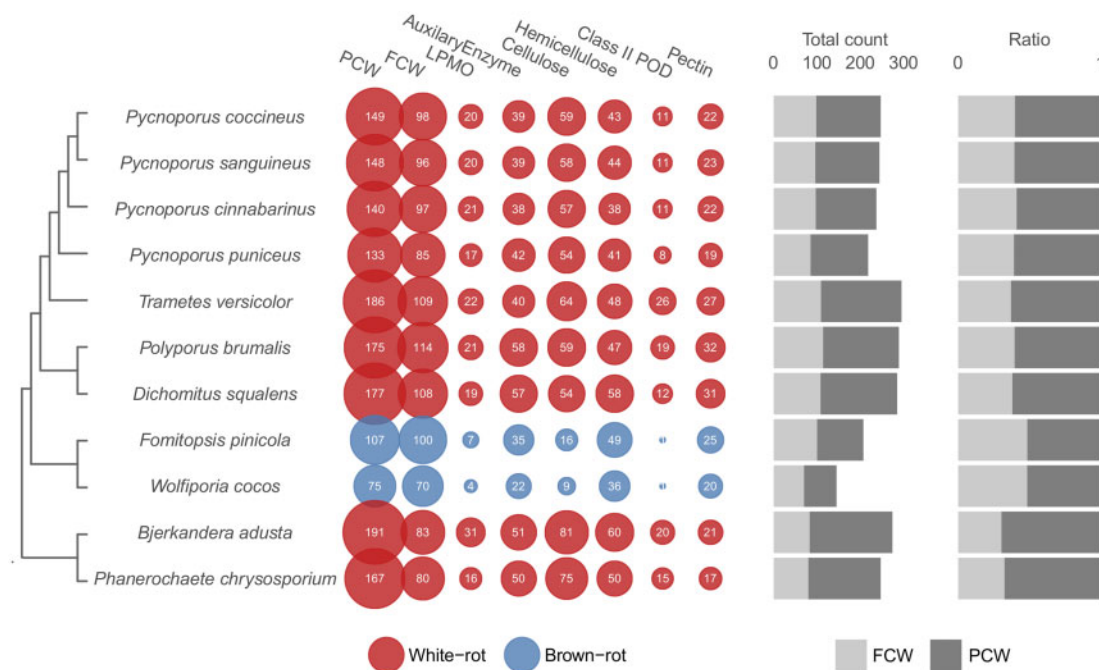 PCW FCW LPMO AuxilaryEnzyme Cellulose Hemicellulose Class II POD Pectin
Total count Ratio
0 100 200 300 0 1
Pycnoporus coccineus 149 98 20 39 59 43 11 22
Pycnoporus sanguineus 148 96 20 39 58 44 11 23
Pycnoporus cinnabarinus 140 97 21 38 57 38 11 22
Pycnoporus puniceus 133 85 17 42 54 41 8 19
Trametes versicolor 186 109 22 40 64 48 26 27
Polyporus brumalis 175 114 21 58 59 47 19 32
Dichomitus squalens 177 108 19 57 54 58 12 31
Fomitopsis pinicola 107 100 7 35 16 49 1 25
Wolfiporia cocos 75 70 4 22 9 36 1 20
Bjerkandera adusta 191 83 31 51 81 60 20 21
Phanerochaete chrysosporium 167 80 16 50 75 50 15 17
White-rot Brown-rot FCW PCW